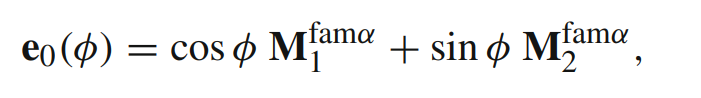 e₀(ϕ) = cos ϕ M₁^famα + sin ϕ M₂^famα,